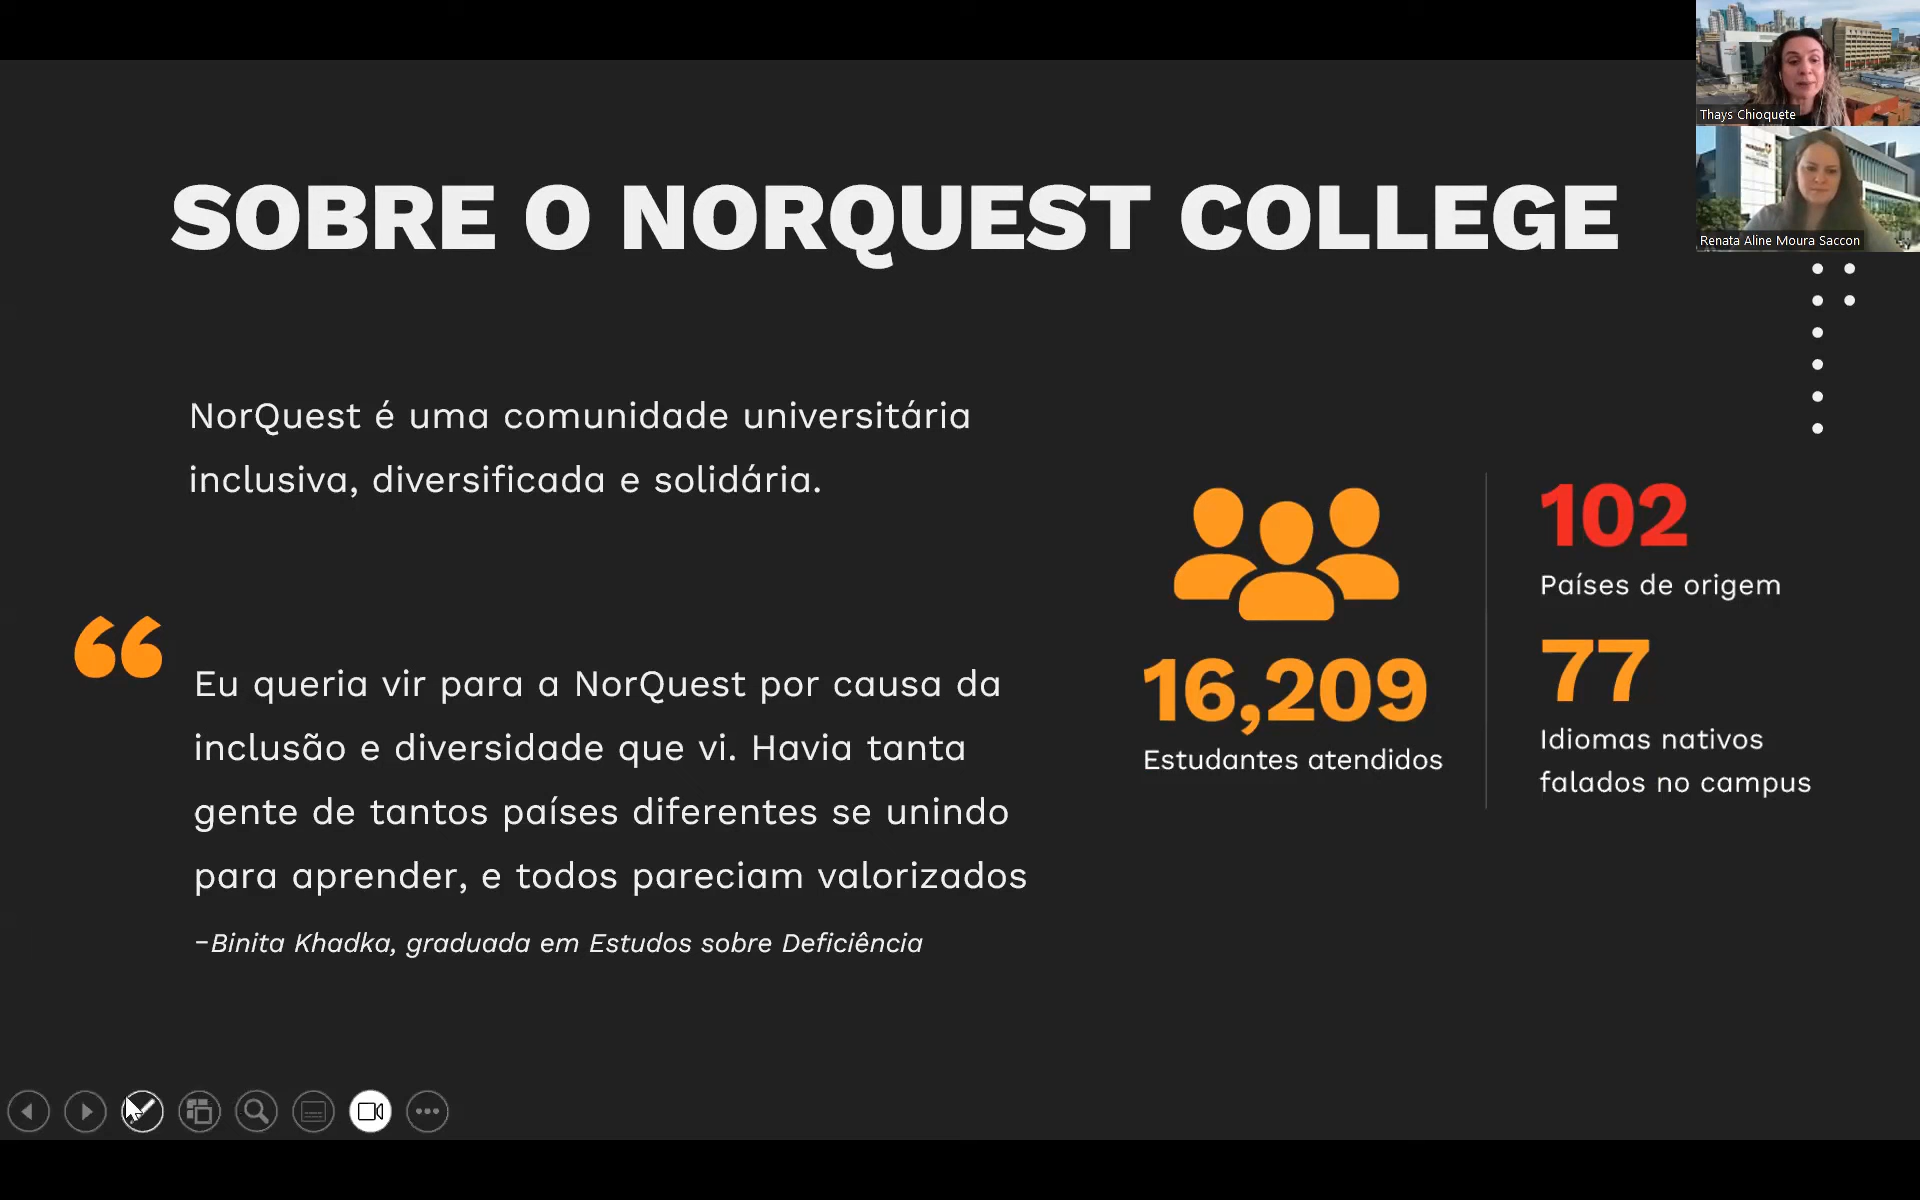 SOBRE O NORQUEST COLLEGE
Thays Chioquete
Renata Aline Moura Saccon
NorQuest é uma comunidade universitária
inclusiva, diversificada e solidária.
“
Eu queria vir para a NorQuest por causa da
inclusão e diversidade que vi. Havia tanta
gente de tantos países diferentes se unindo
para aprender, e todos pareciam valorizados
–Binita Khadka, graduada em Estudos sobre Deficiência
16,209
Estudantes atendidos
102
Países de origem
77
Idiomas nativos
falados no campus